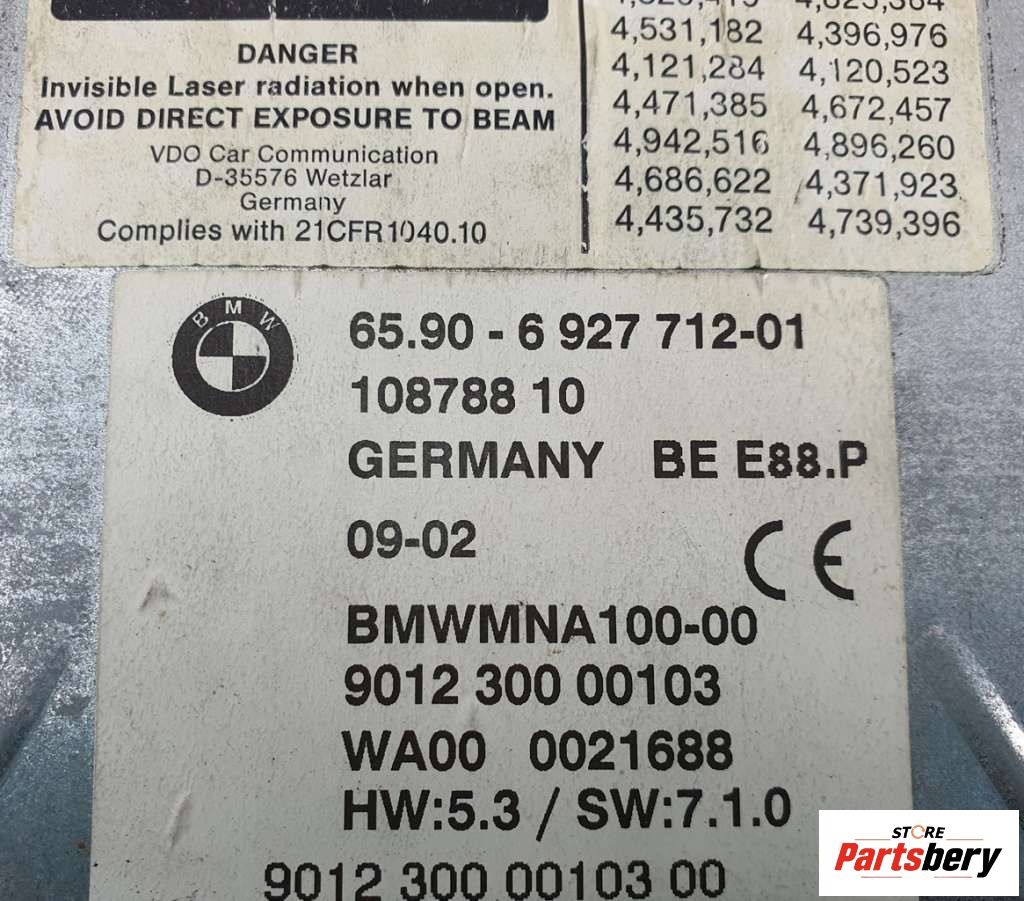 DANGER
Invisible Laser radiation when open.
AVOID DIRECT EXPOSURE TO BEAM
VDO Car Communication
D-35576 Wetzlar
Germany
Complies with 21CFR1040.10
4,531,182 4,396,976
4,121,284 4,120,523
4,471,385 4,672,457
4,942,516 4,896,260
4,686,622 4,371,923
4,435,732 4,739,396
BMW
65.90 - 6 927 712-01
108788 10
GERMANY BE E88.P
09-02
CE
BMWMNA100-00
9012 300 00103
WA00 0021688
HW:5.3 / SW:7.1.0
9012 300 00103 00
STORE
Partsbery